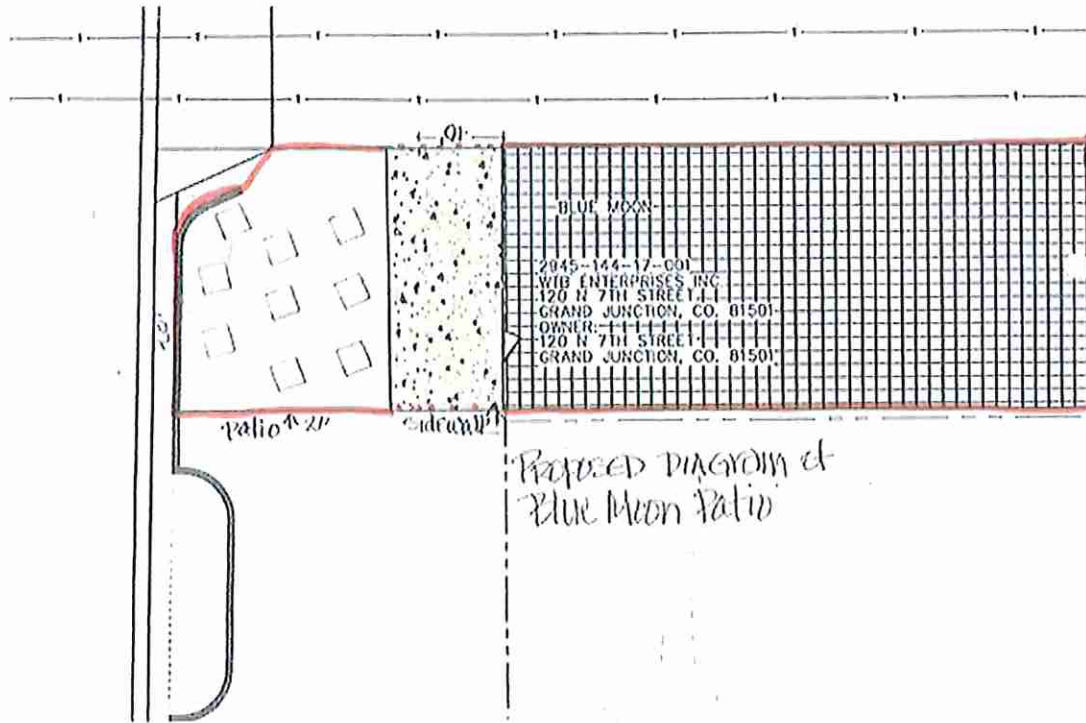 10'
BLUE MOON
2945-144-17-001
WTB ENTERPRISES INC
120 N 7TH STREET
GRAND JUNCTION, CO. 81501
OWNER:
120 N 7TH STREET
GRAND JUNCTION, CO. 81501
Patio
Sidewalk
PROPOSED DIAGRAM of
Blue Moon Patio